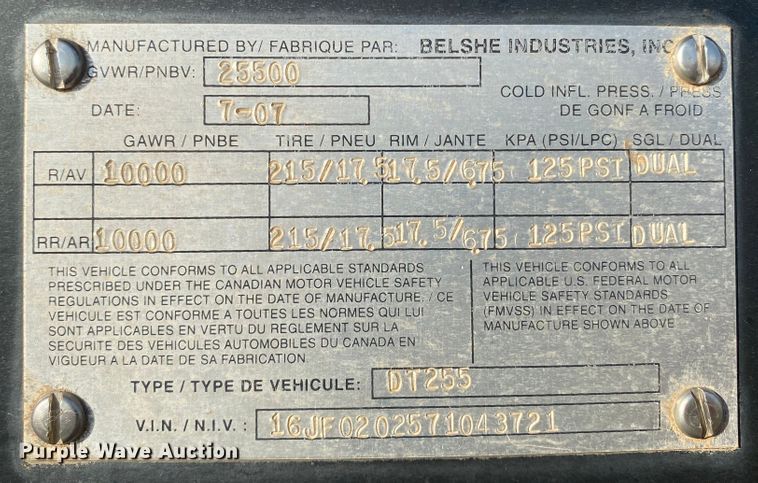 MANUFACTURED BY/ FABRIQUE PAR: BELSHE INDUSTRIES, INC
GVWR/PNBV: 25500
COLD INFL. PRESS. / PRESS
DATE: 7-07 DE GONF A FROID
GAWR / PNBE TIRE / PNEU RIM / JANTE KPA (PSI/LPC) SGL / DUAL
R/AV 10000 215/17.5 17.5/6.75 125 PSI DUAL
RR/AR 10000 215/17.5 17.5/6.75 125 PSI DUAL
THIS VEHICLE CONFORMS TO ALL APPLICABLE STANDARDS
PRESCRIBED UNDER THE CANADIAN MOTOR VEHICLE SAFETY
REGULATIONS IN EFFECT ON THE DATE OF MANUFACTURE. / CE
VEHICULE EST CONFORME A TOUTES LES NORMES QUI LUI
SONT APPLICABLES EN VERTU DU REGLEMENT SUR LA
SECURITE DES VEHICULES AUTOMOBILES DU CANADA EN
VIGUEUR A LA DATE DE SA FABRICATION.
THIS VEHICLE CONFORMS TO ALL
APPLICABLE U.S. FEDERAL MOTOR
VEHICLE SAFETY STANDARDS
(FMVSS) IN EFFECT ON THE DATE OF
MANUFACTURE SHOWN ABOVE
TYPE / TYPE DE VEHICULE: DT255
V.I.N. / N.I.V. : 16JF0202571043721
Purple Wave Auction